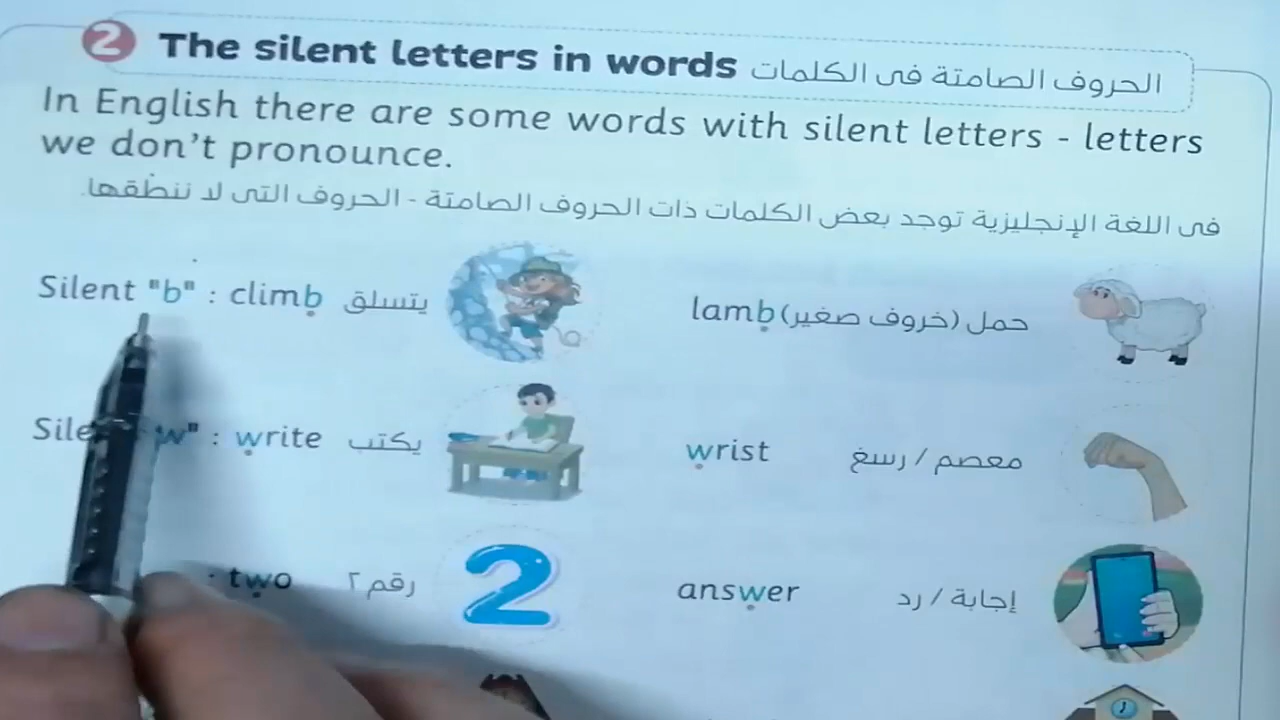 2 The silent letters in words الحروف الصامتة فى الكلمات
In English there are some words with silent letters - letters
we don't pronounce.
فى اللغة الإنجليزية توجد بعض الكلمات ذات الحروف الصامتة - الحروف التى لا ننطقها.
Silent "b" : climb يتسلق
lamb حمل (خروف صغير)
"w" : write يكتب
wrist معصم / رسغ
two رقم ٢
2
answer إجابة / رد